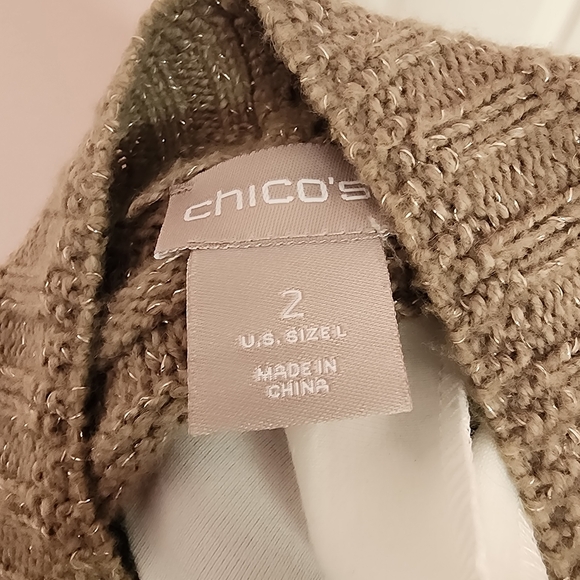 chico's
2
U.S. SIZE L
MADE IN
CHINA